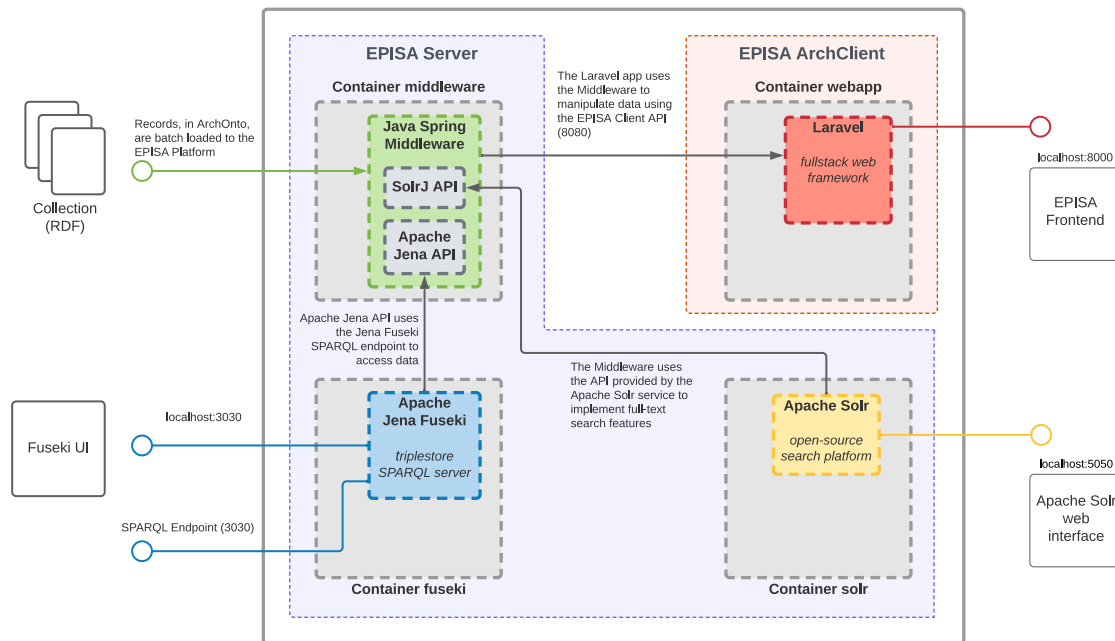 EPISA Server
EPISA ArchClient
Container middleware
Container webapp
The Laravel app uses
the Middleware to
manipulate data using
the EPISA Client API
(8080)
Records, in ArchOnto,
are batch loaded to the
EPISA Platform
Java Spring
Middleware
SolrJ API
Apache
Jena API
Laravel
fullstack web
framework
Collection
(RDF)
localhost:8000
EPISA
Frontend
Apache Jena API uses
the Jena Fuseki
SPARQL endpoint to
access data
The Middleware uses
the API provided by the
Apache Solr service to
implement full-text
search features
Fuseki UI
localhost:3030
Apache
Jena Fuseki
triplestore
SPARQL server
SPARQL Endpoint (3030)
Container fuseki
Apache Solr
open-source
search platform
Container solr
localhost:5050
Apache Solr
web
interface